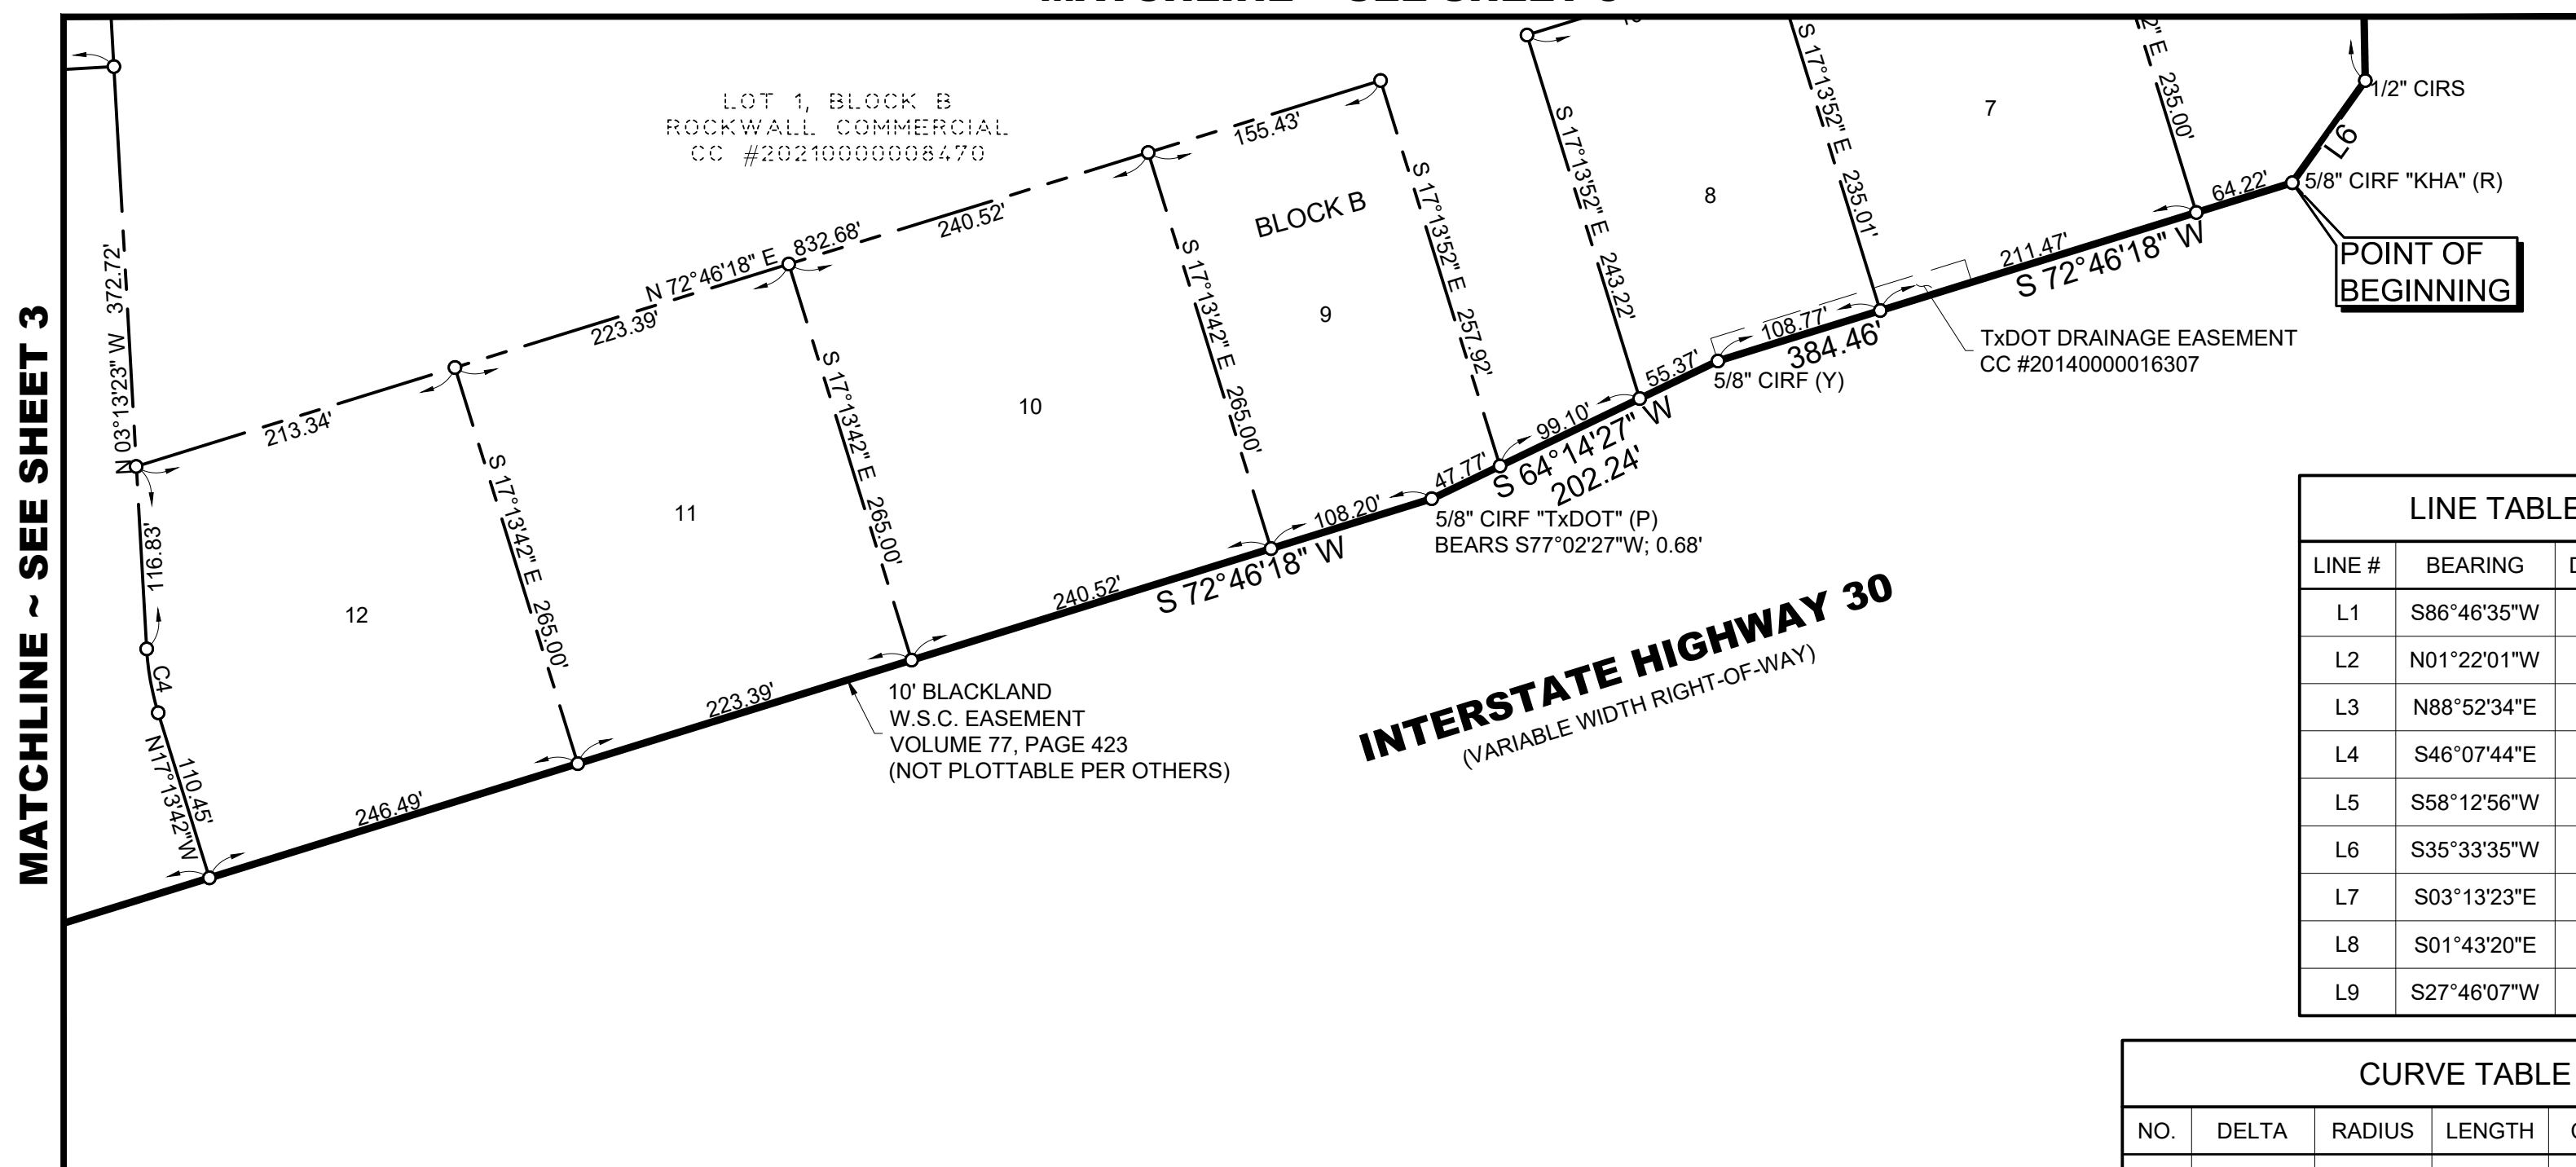 MATCHLINE ~ SEE SHEET 3
LOT 1, BLOCK B
ROCKWALL COMMERCIAL
CC #20210000008470
N 03°13'23" W 372.72'
N 72°46'18" E 832.68'
213.34'
223.39'
240.52'
155.43'
BLOCK B
S 17°13'42" E 265.00'
S 17°13'42" E 265.00'
S 17°13'42" E 265.00'
S 17°13'52" E 257.92'
S 17°13'52" E 243.22'
S 17°13'52" E 235.01'
2" E 235.00'
7
8
9
10
11
12
116.83'
C4
110.45'
N17°13'42"W
246.49'
223.39'
240.52'
S 72°46'18" W
108.20'
47.77'
99.10'
S 64°14'27" W
202.24'
55.37'
108.77'
384.46'
211.47'
S 72°46'18" W
64.22'
L6
1/2" CIRS
5/8" CIRF "KHA" (R)
POINT OF
BEGINNING
TxDOT DRAINAGE EASEMENT
CC #20140000016307
5/8" CIRF (Y)
5/8" CIRF "TxDOT" (P)
BEARS S77°02'27"W; 0.68'
10' BLACKLAND
W.S.C. EASEMENT
VOLUME 77, PAGE 423
(NOT PLOTTABLE PER OTHERS)
INTERSTATE HIGHWAY 30
(VARIABLE WIDTH RIGHT-OF-WAY)
LINE TABLE
LINE # BEARING
L1 S86°46'35"W
L2 N01°22'01"W
L3 N88°52'34"E
L4 S46°07'44"E
L5 S58°12'56"W
L6 S35°33'35"W
L7 S03°13'23"E
L8 S01°43'20"E
L9 S27°46'07"W
CURVE TABLE
NO. DELTA RADIUS LENGTH